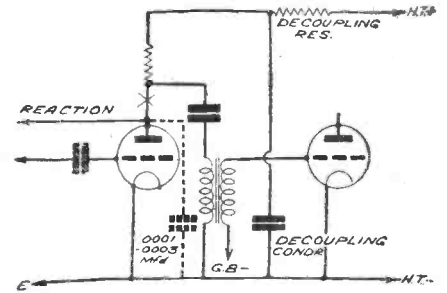 DECOUPLING
RES.
H.T+
REACTION
.0001
.0003
Mfd
G.B-
DECOUPLING
CONDR
E
H.T.-